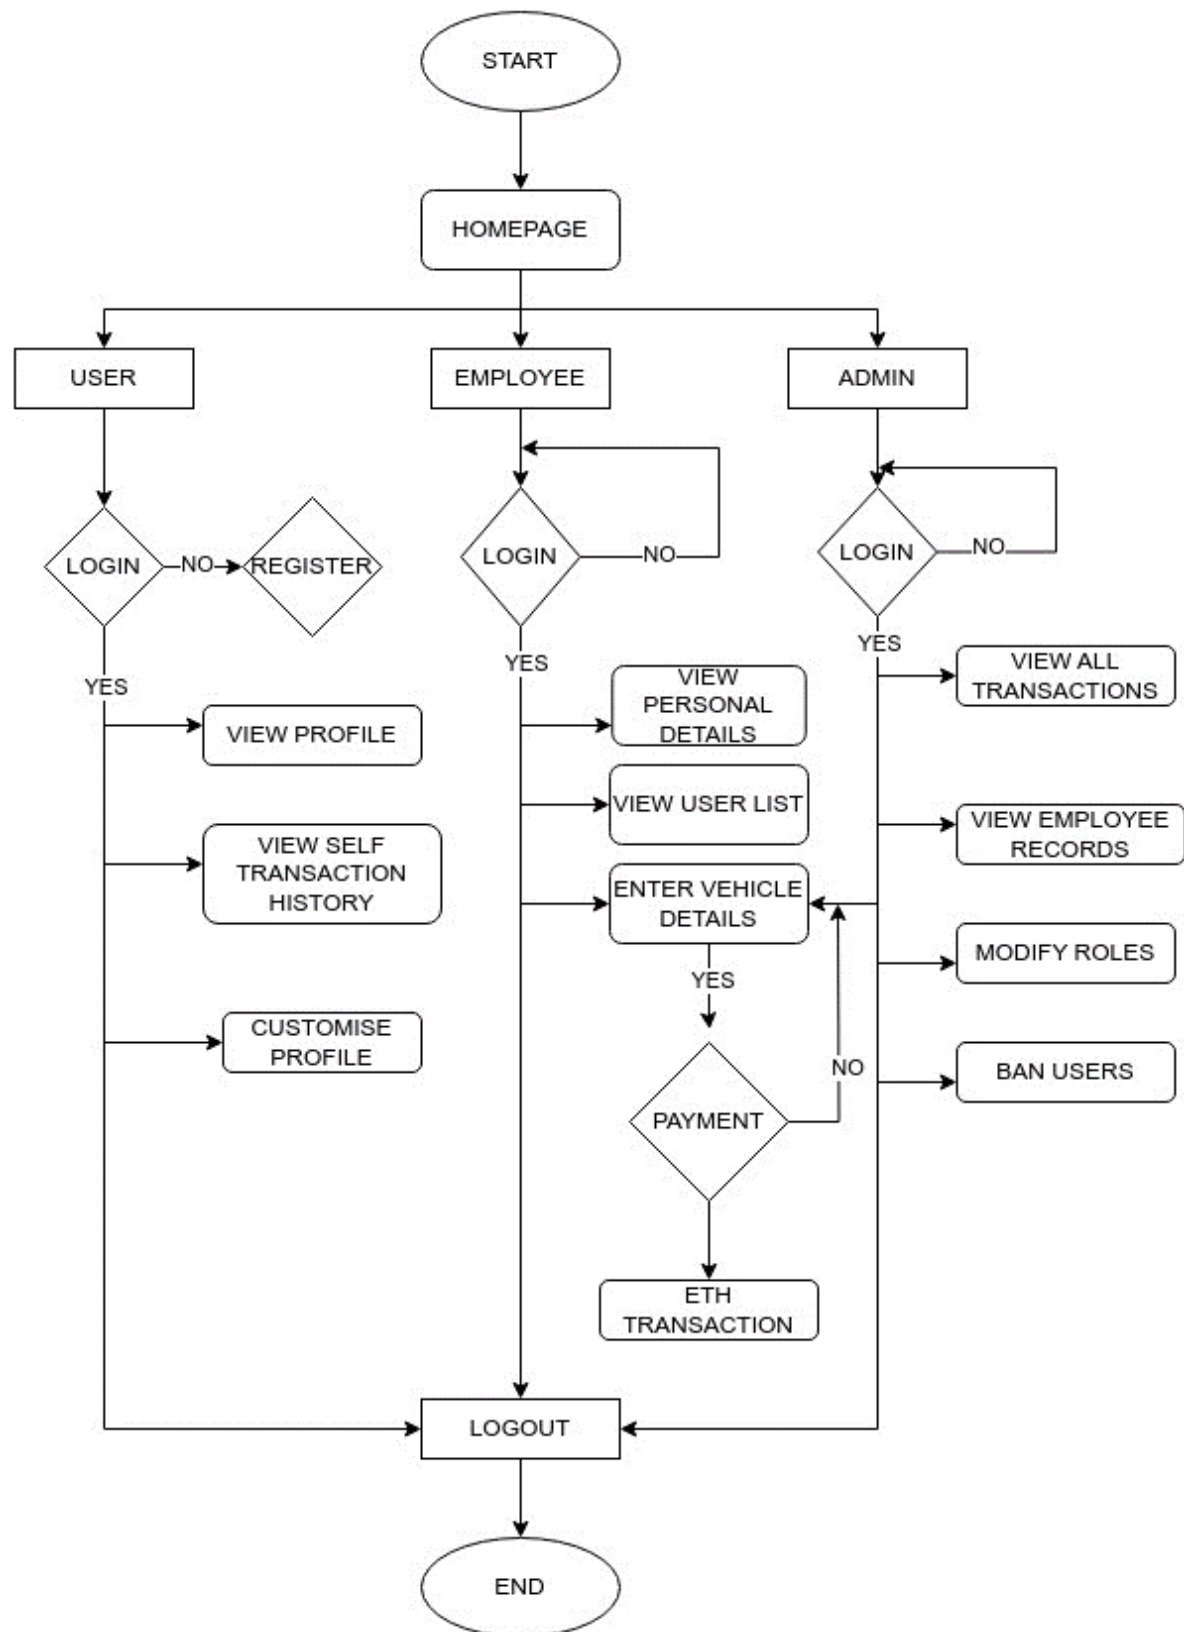 START
HOMEPAGE
USER
EMPLOYEE
ADMIN
LOGIN
NO
REGISTER
LOGIN
NO
LOGIN
NO
YES
YES
YES
VIEW PROFILE
VIEW SELF
TRANSACTION
HISTORY
CUSTOMISE
PROFILE
VIEW
PERSONAL
DETAILS
VIEW USER LIST
ENTER VEHICLE
DETAILS
YES
PAYMENT
NO
ETH
TRANSACTION
VIEW ALL
TRANSACTIONS
VIEW EMPLOYEE
RECORDS
MODIFY ROLES
BAN USERS
LOGOUT
END